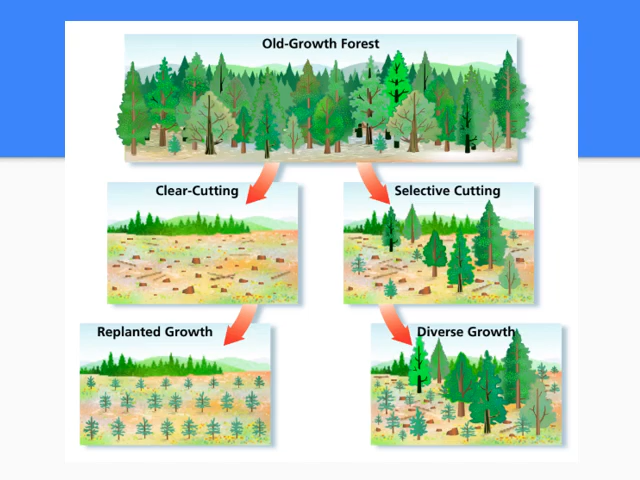 Old-Growth Forest
Clear-Cutting
Selective Cutting
Replanted Growth
Diverse Growth